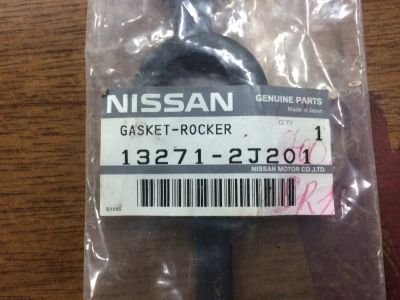 NISSAN
GENUINE PARTS
Made in Japan
GASKET-ROCKER
Q'TY
1
13271-2J201
NISSAN MOTOR CO.,LTD.